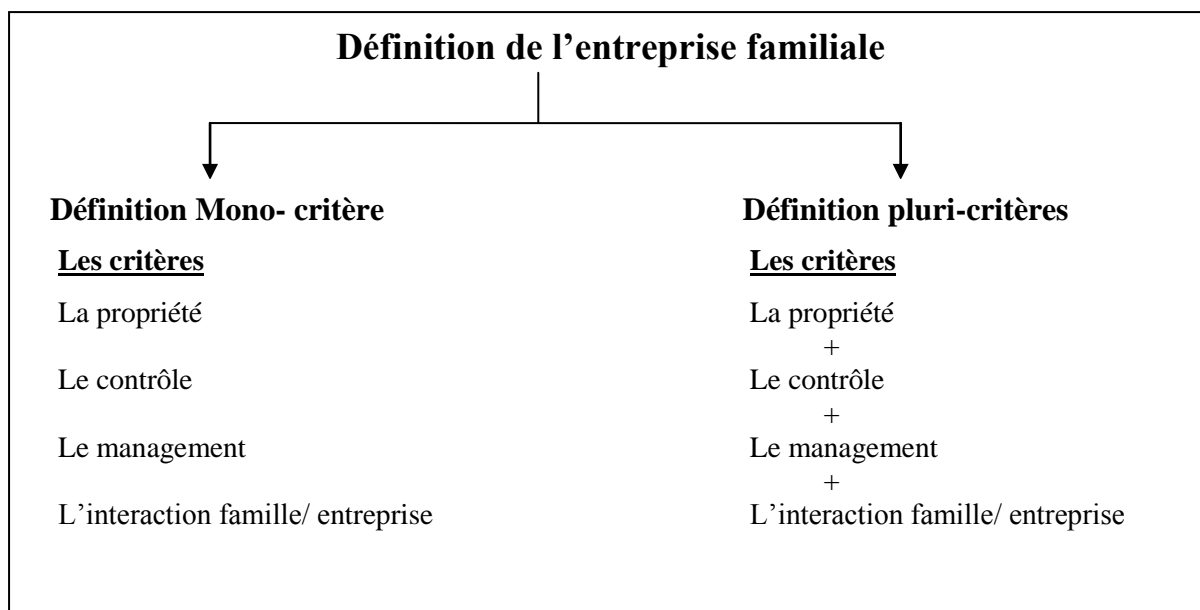 Définition de l’entreprise familiale
Définition Mono- critère
Les critères
La propriété
Le contrôle
Le management
L’interaction famille/ entreprise
Définition pluri-critères
Les critères
La propriété
+
Le contrôle
+
Le management
+
L’interaction famille/ entreprise